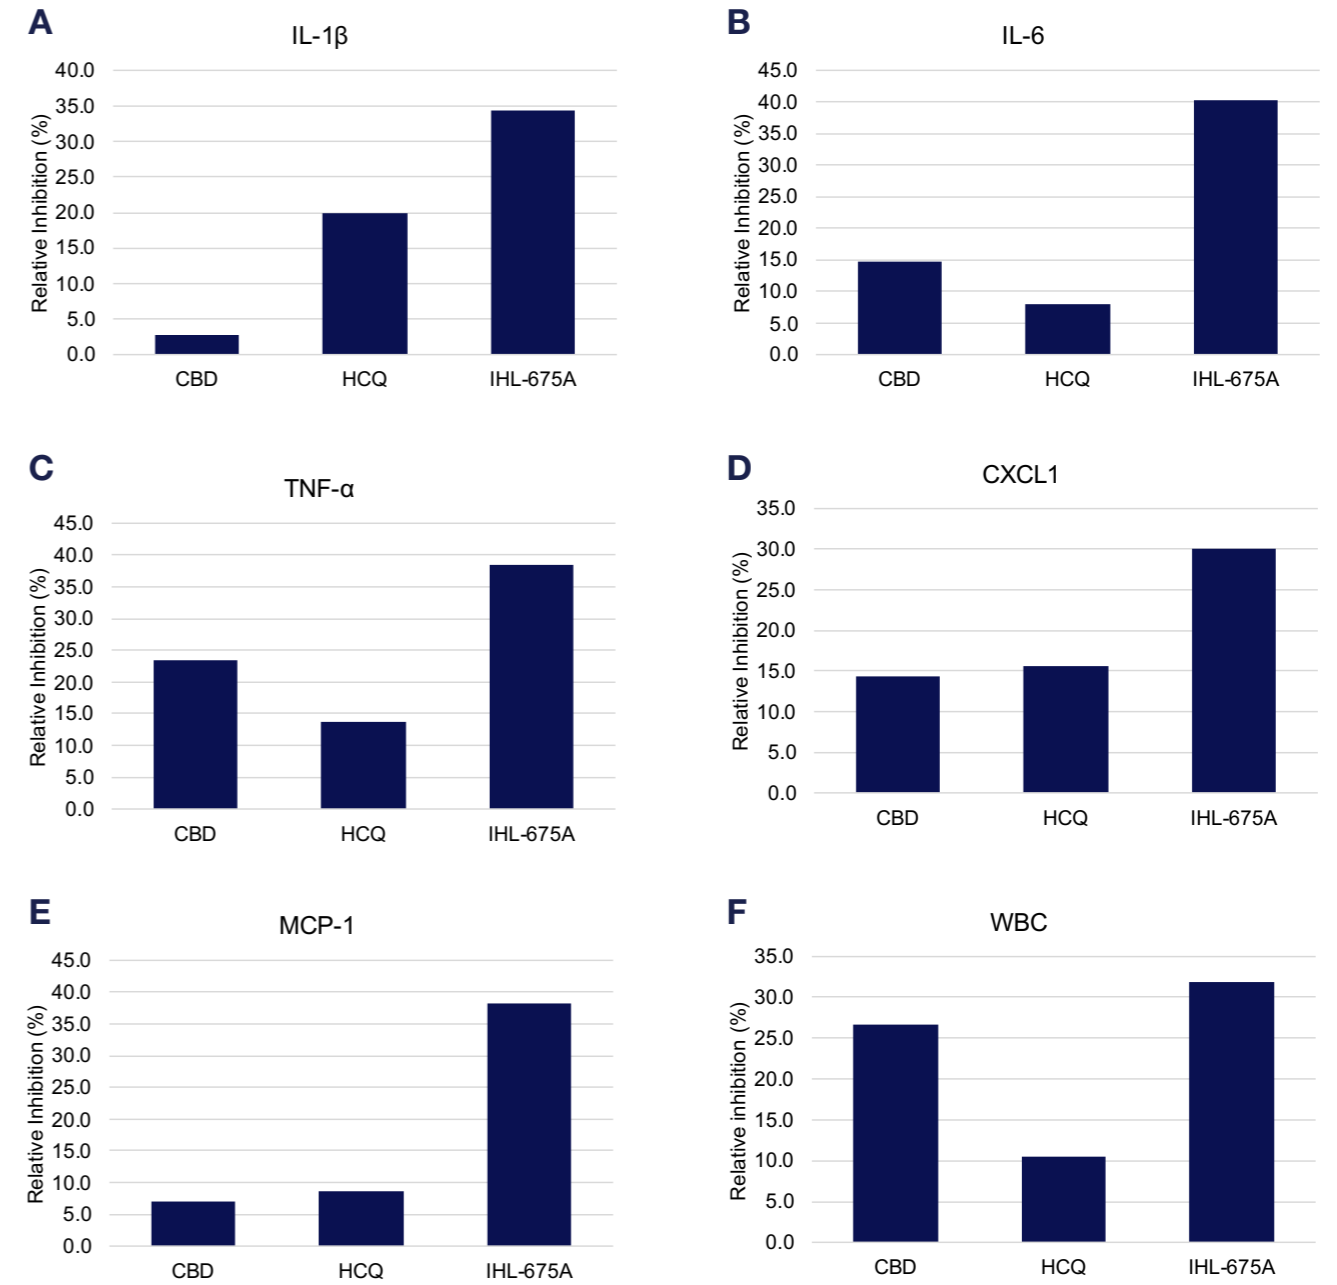 A
IL-1β
Relative Inhibition (%)
40.0
35.0
30.0
25.0
20.0
15.0
10.0
5.0
0.0
CBD HCQ IHL-675A
B
IL-6
Relative Inhibition (%)
45.0
40.0
35.0
30.0
25.0
20.0
15.0
10.0
5.0
0.0
CBD HCQ IHL-675A
C
TNF-α
Relative Inhibition (%)
45.0
40.0
35.0
30.0
25.0
20.0
15.0
10.0
5.0
0.0
CBD HCQ IHL-675A
D
CXCL1
Relative Inhibition (%)
35.0
30.0
25.0
20.0
15.0
10.0
5.0
0.0
CBD HCQ IHL-675A
E
MCP-1
Relative Inhibition (%)
45.0
40.0
35.0
30.0
25.0
20.0
15.0
10.0
5.0
0.0
CBD HCQ IHL-675A
F
WBC
Relative inhibition (%)
35.0
30.0
25.0
20.0
15.0
10.0
5.0
0.0
CBD HCQ IHL-675A